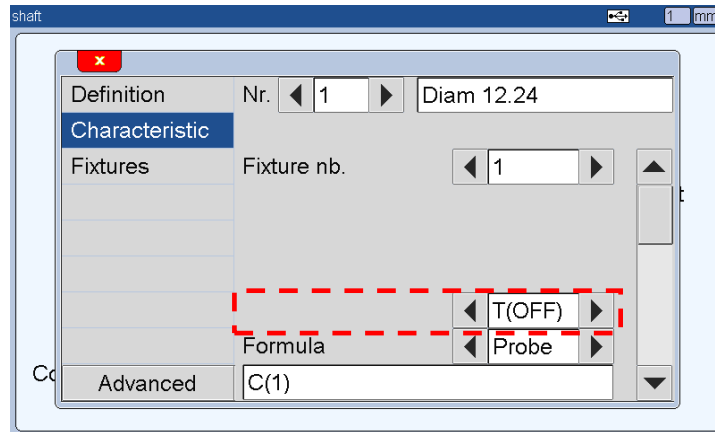 shaft 1 mm
x
Definition Nr. 1 Diam 12.24
Characteristic
Fixtures Fixture nb. 1
t
T(OFF)
Formula Probe
Co
Advanced C(1)